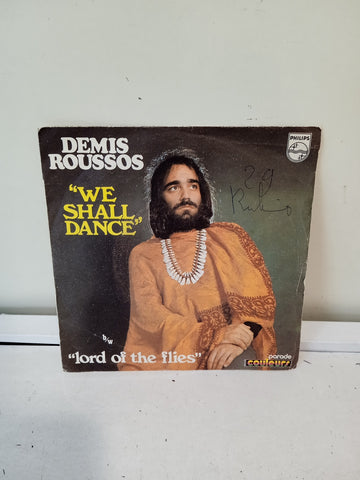 DEMIS
ROUSSOS
PHILIPS
"WE
SHALL
DANCE"
b/w
"lord of the flies"
parade
couleurs